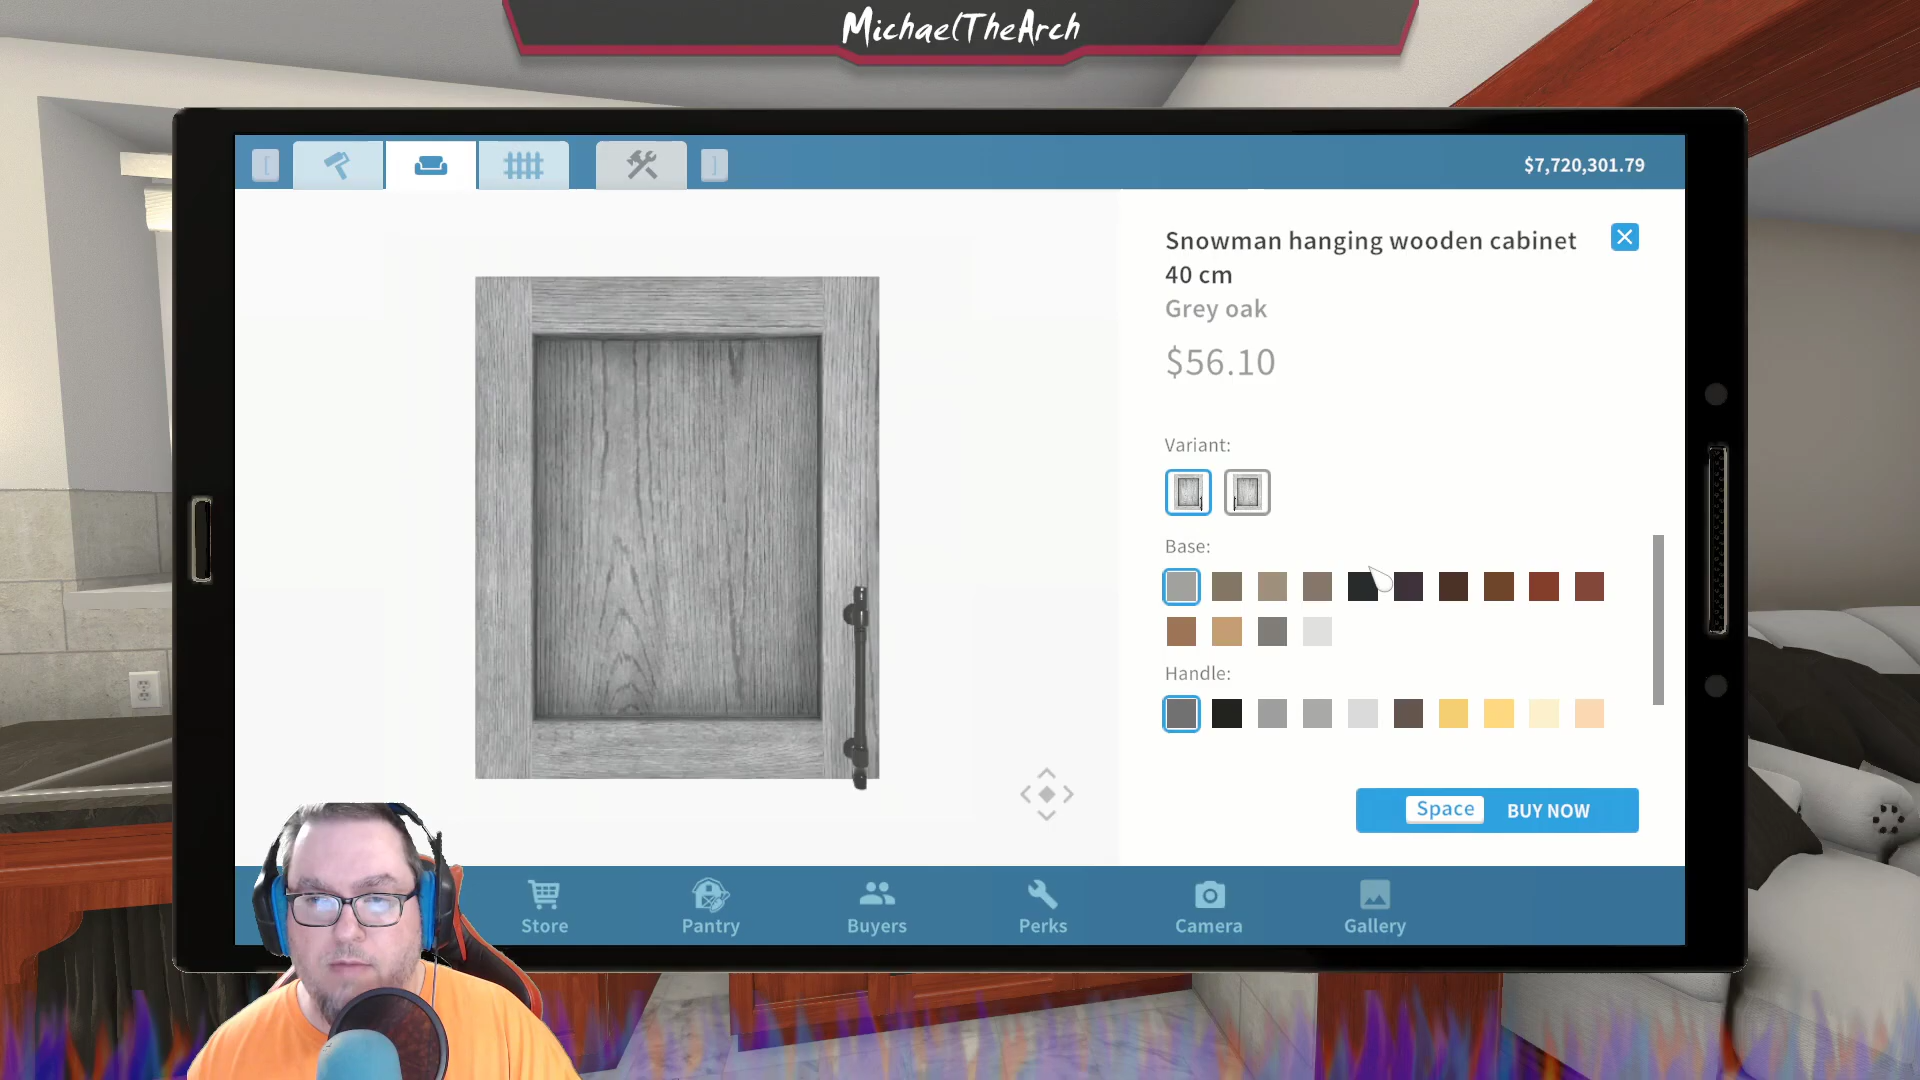 MichaelTheArch
[
]
$7,720,301.79
Snowman hanging wooden cabinet
40 cm
Grey oak
$56.10
Variant:
Base:
Handle:
Space BUY NOW
Store
Pantry
Buyers
Perks
Camera
Gallery